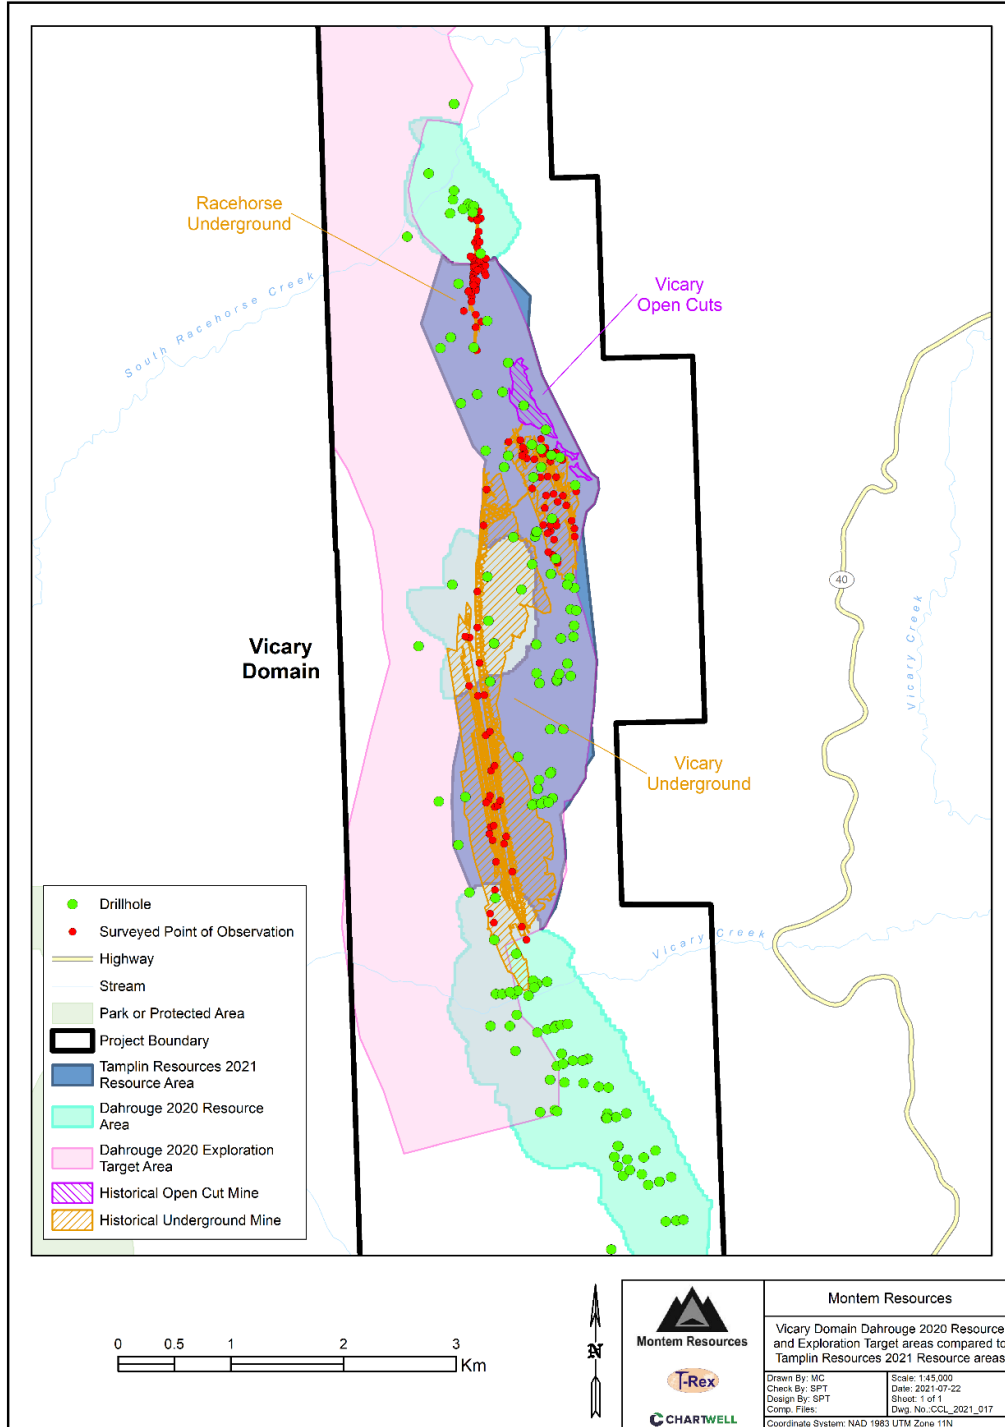 Racehorse
Underground
South Racehorse Creek
Vicary
Open Cuts
40
Vicary Creek
Vicary
Domain
Vicary
Underground
Vicary Creek
Drillhole
Surveyed Point of Observation
Highway
Stream
Park or Protected Area
Project Boundary
Tamplin Resources 2021
Resource Area
Dahrouge 2020 Resource
Area
Dahrouge 2020 Exploration
Target Area
Historical Open Cut Mine
Historical Underground Mine
0 0.5 1 2 3
Km
N
Montem Resources
T-Rex
CHARTWELL
Montem Resources
Vicary Domain Dahrouge 2020 Resource
and Exploration Target areas compared to
Tamplin Resources 2021 Resource areas
Drawn By: MC
Check By: SPT
Design By: SPT
Comp. Files:
Scale: 1:45,000
Date: 2021-07-22
Sheet: 1 of 1
Dwg. No.:CCL_2021_017
Coordinate System: NAD 1983 UTM Zone 11N